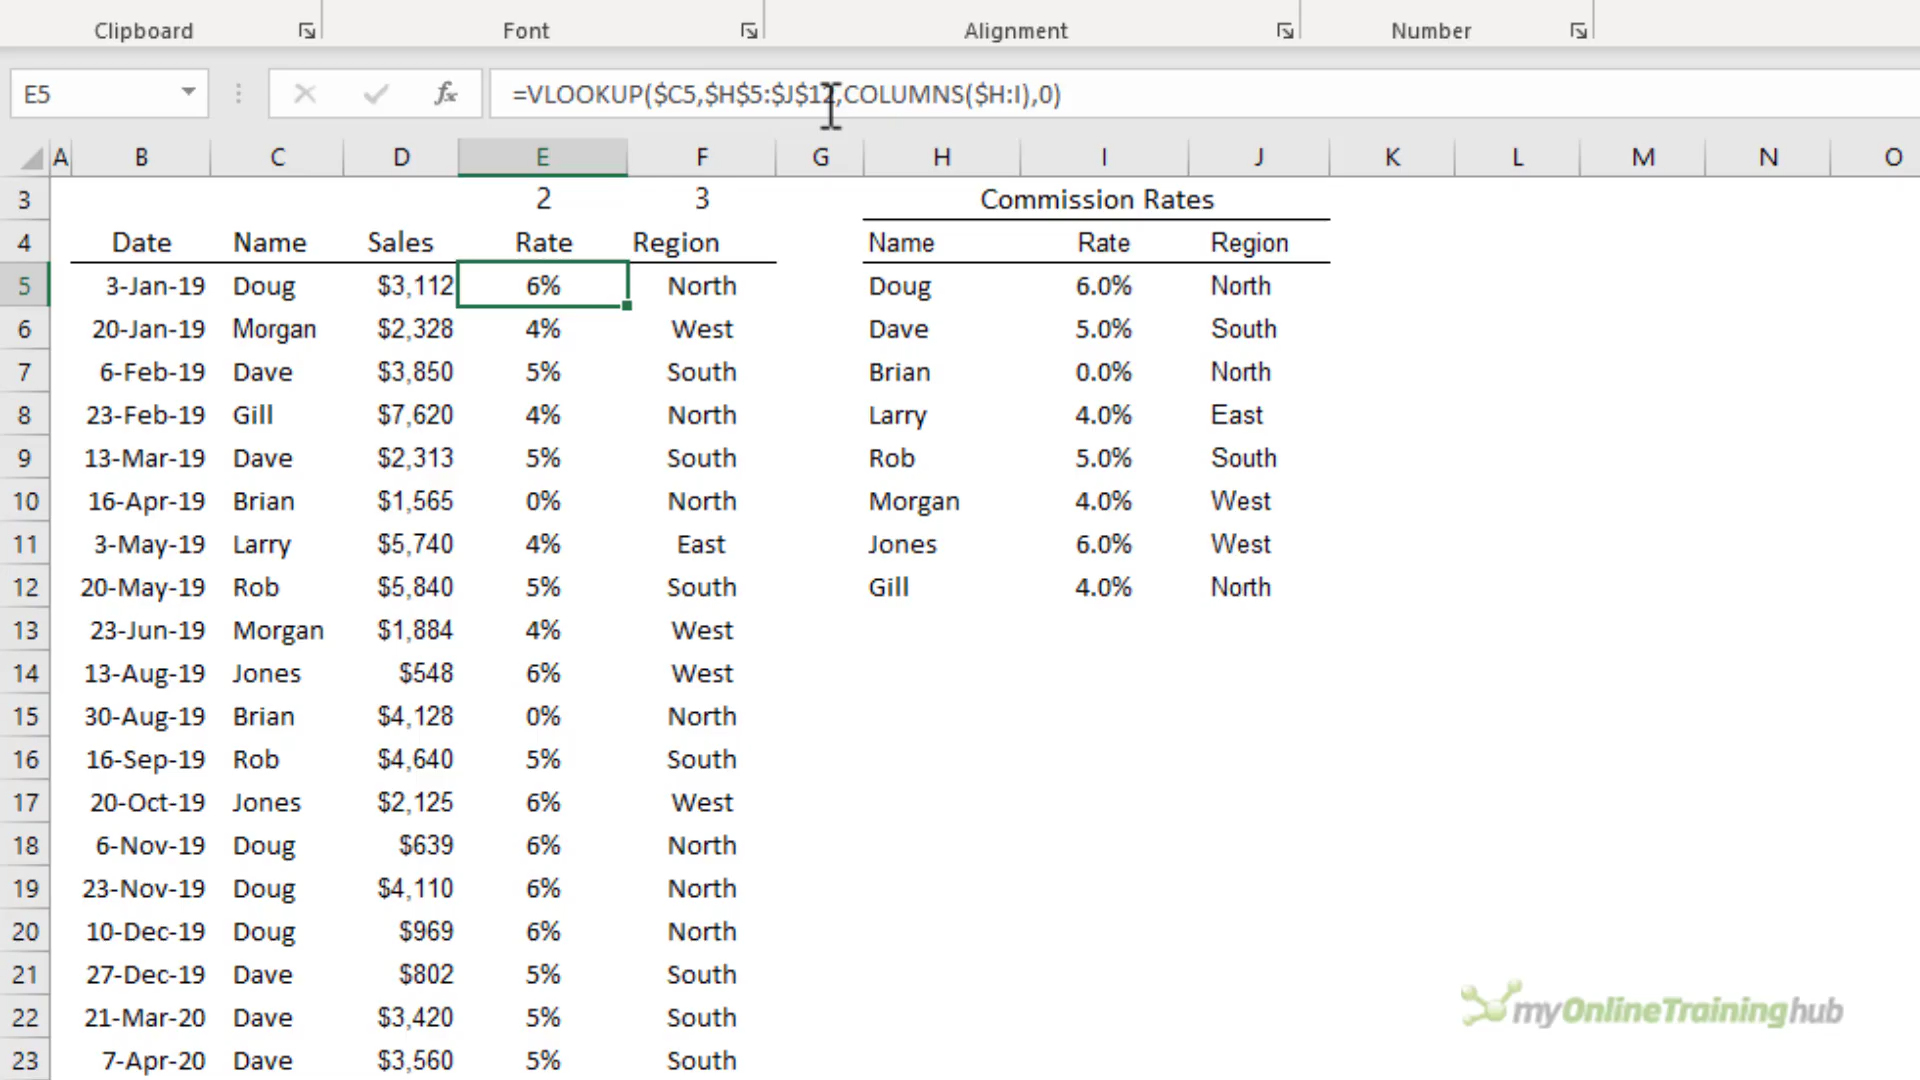 Clipboard Font Alignment Number
E5 fx =VLOOKUP($C5,$H$5:$J$12,COLUMNS($H:I),0)
A B C D E F G H I J K L M N O
3 2 3 Commission Rates
4 Date Name Sales Rate Region Name Rate Region
5 3-Jan-19 Doug $3,112 6% North Doug 6.0% North
6 20-Jan-19 Morgan $2,328 4% West Dave 5.0% South
7 6-Feb-19 Dave $3,850 5% South Brian 0.0% North
8 23-Feb-19 Gill $7,620 4% North Larry 4.0% East
9 13-Mar-19 Dave $2,313 5% South Rob 5.0% South
10 16-Apr-19 Brian $1,565 0% North Morgan 4.0% West
11 3-May-19 Larry $5,740 4% East Jones 6.0% West
12 20-May-19 Rob $5,840 5% South Gill 4.0% North
13 23-Jun-19 Morgan $1,884 4% West
14 13-Aug-19 Jones $548 6% West
15 30-Aug-19 Brian $4,128 0% North
16 16-Sep-19 Rob $4,640 5% South
17 20-Oct-19 Jones $2,125 6% West
18 6-Nov-19 Doug $639 6% North
19 23-Nov-19 Doug $4,110 6% North
20 10-Dec-19 Doug $969 6% North
21 27-Dec-19 Dave $802 5% South
22 21-Mar-20 Dave $3,420 5% South
23 7-Apr-20 Dave $3,560 5% South
myOnlineTraininghub